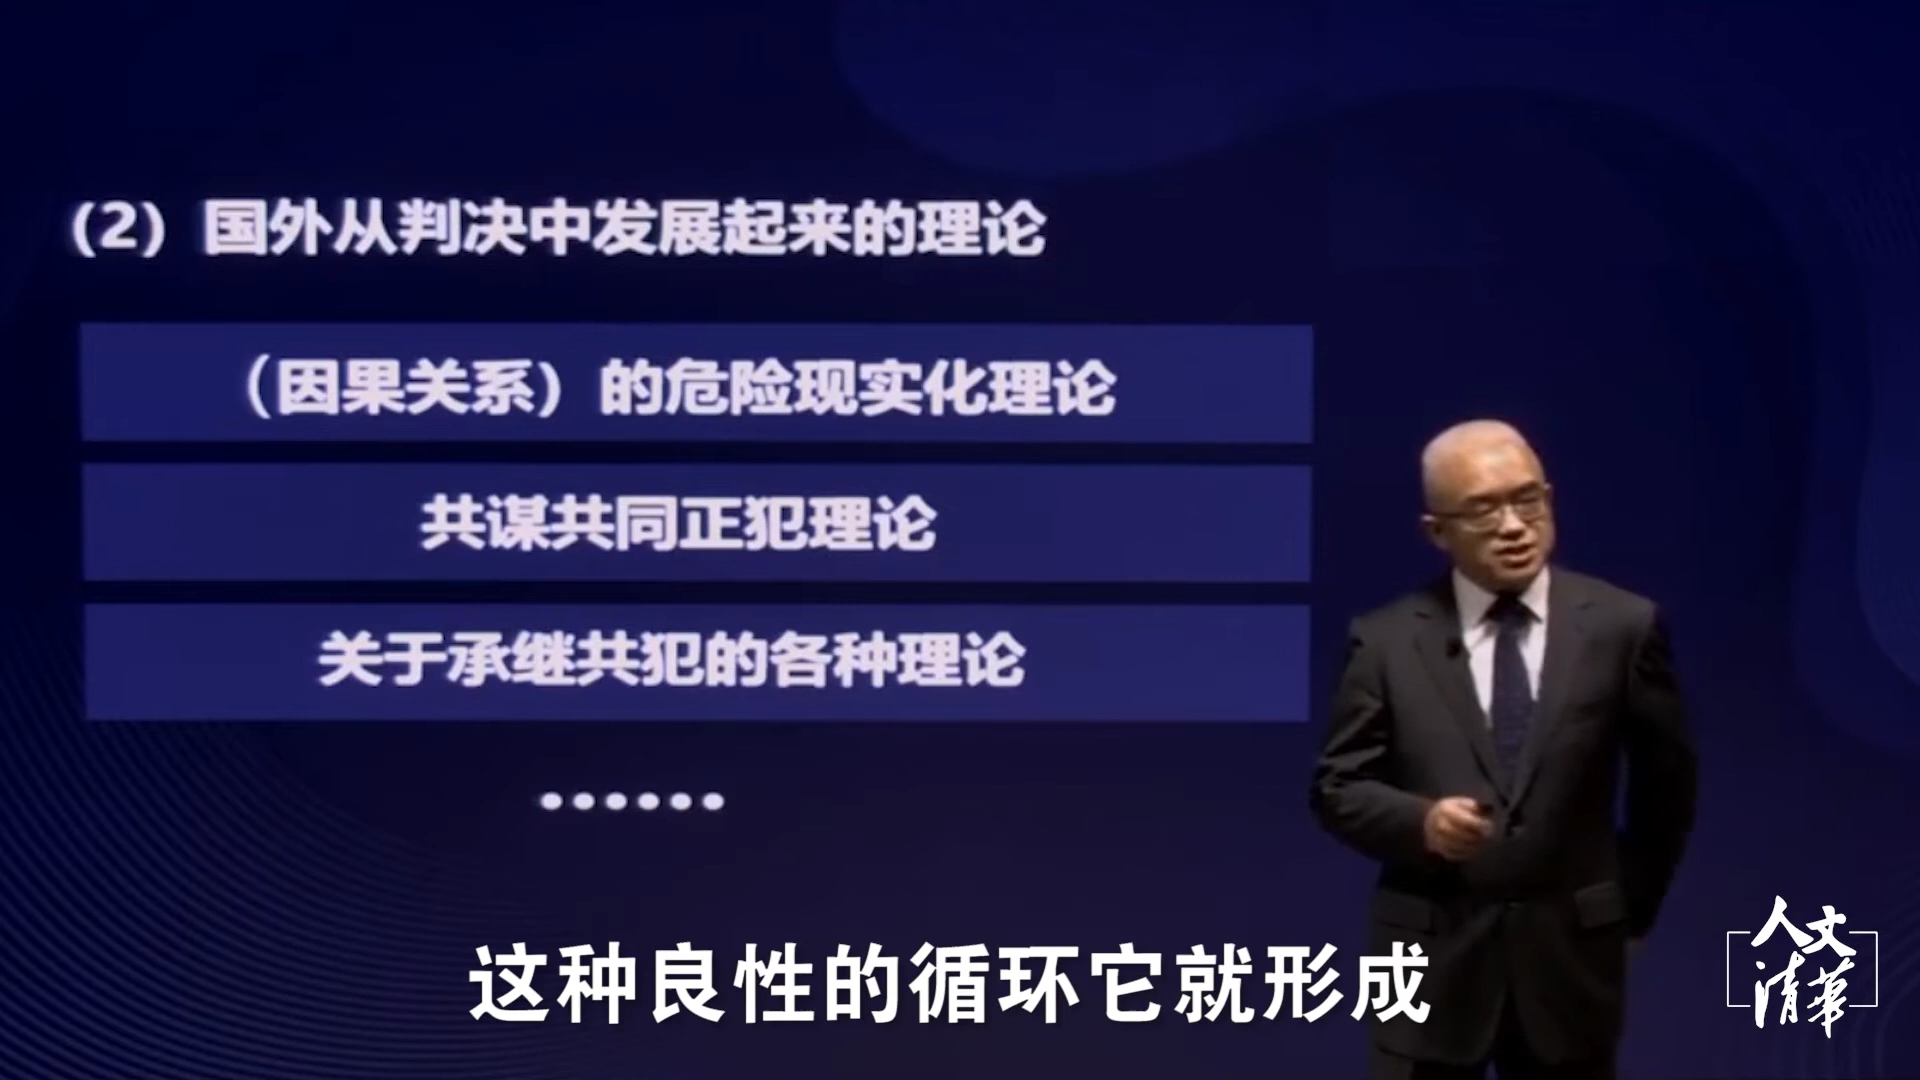 (2) 国外从判决中发展起来的理论
（因果关系）的危险现实化理论
共谋共同正犯理论
关于承继共犯的各种理论
••••••
这种良性的循环它就形成
人文
清華